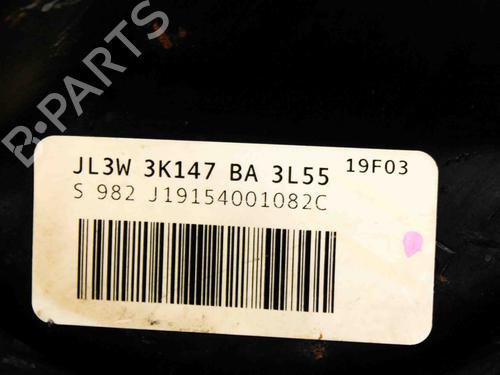 B-PARTS
JL3W 3K147 BA 3L55 19F03
S 982 J19154001082C